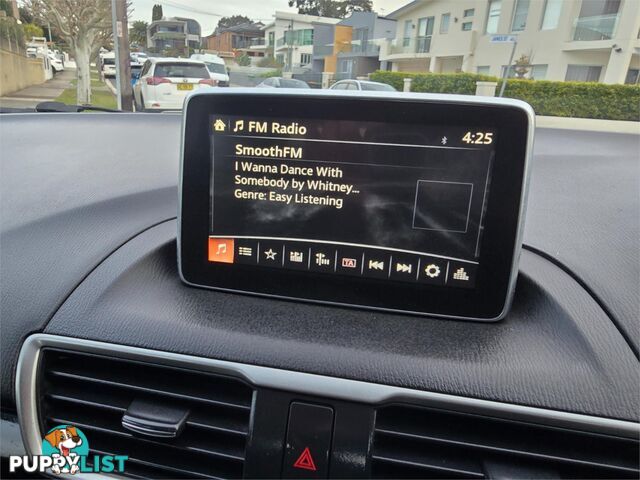 FM Radio
4:25
SmoothFM
I Wanna Dance With
Somebody by Whitney...
Genre: Easy Listening
TA
PUPPYLIST